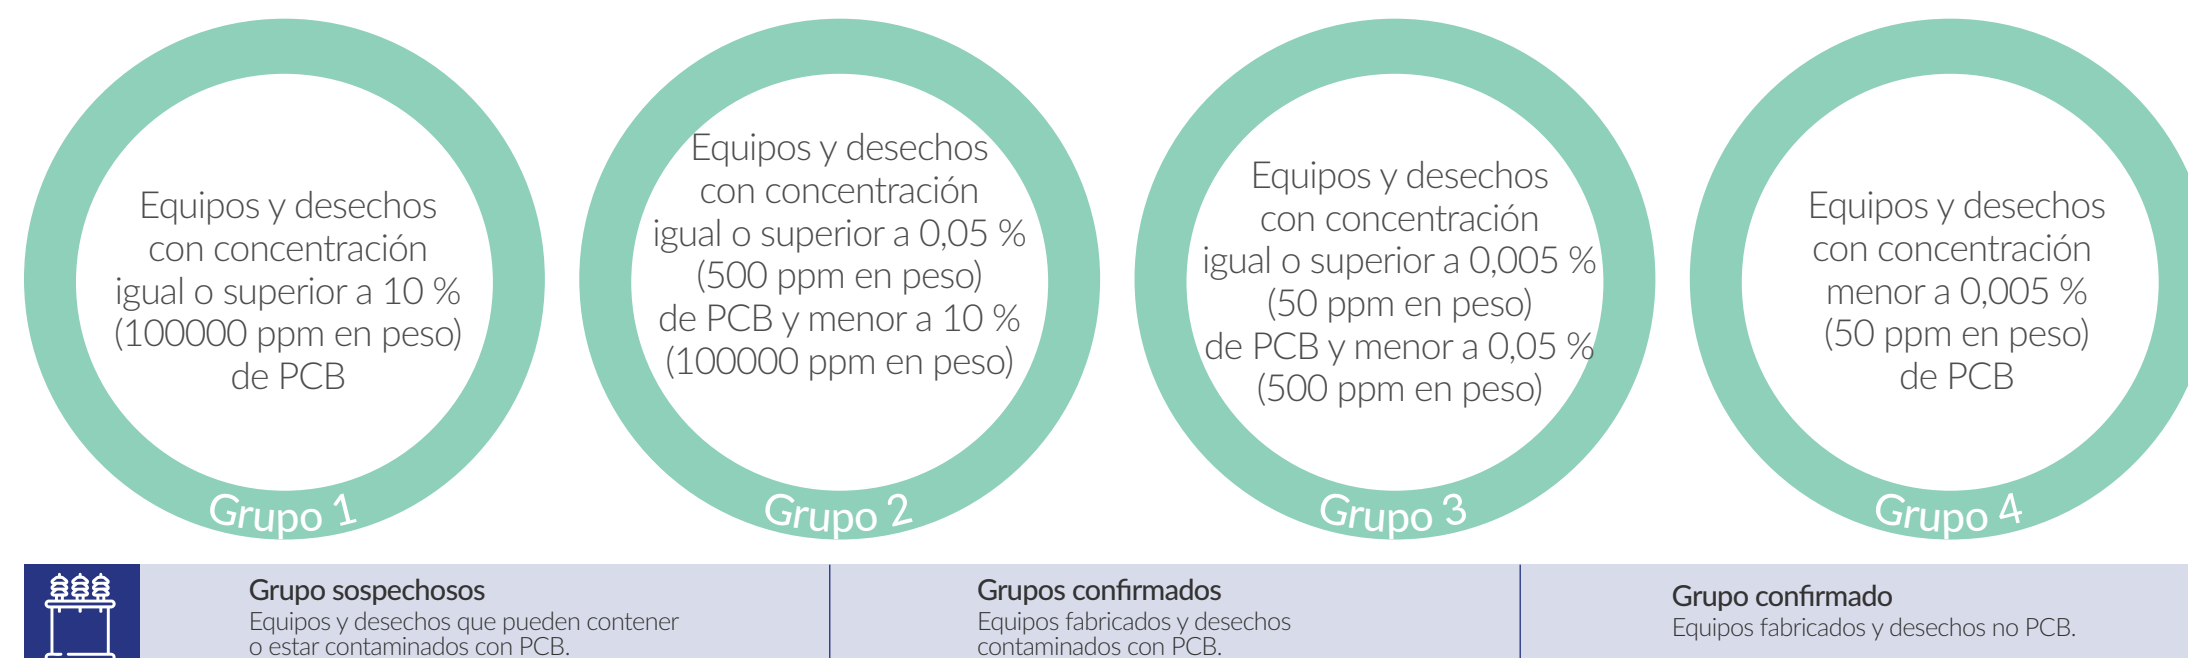 Equipos y desechos
con concentración
igual o superior a 10 %
(100000 ppm en peso)
de PCB
Grupo 1
Equipos y desechos
con concentración
igual o superior a 0,05 %
(500 ppm en peso)
de PCB y menor a 10 %
(100000 ppm en peso)
Grupo 2
Equipos y desechos
con concentración
igual o superior a 0,005 %
(50 ppm en peso)
de PCB y menor a 0,05 %
(500 ppm en peso)
Grupo 3
Equipos y desechos
con concentración
menor a 0,005 %
(50 ppm en peso)
de PCB
Grupo 4
Grupo sospechosos
Equipos y desechos que pueden contener
o estar contaminados con PCB.
Grupos confirmados
Equipos fabricados y desechos
contaminados con PCB.
Grupo confirmado
Equipos fabricados y desechos no PCB.